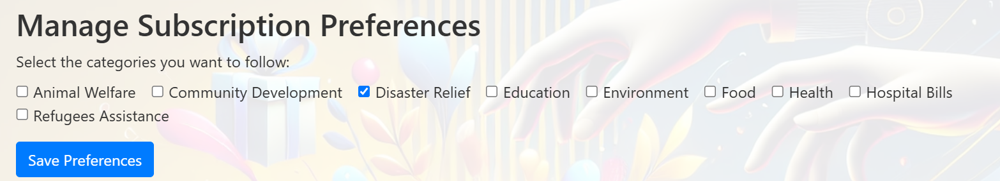 Manage Subscription Preferences
Select the categories you want to follow:
Animal Welfare Community Development Disaster Relief Education Environment Food Health Hospital Bills
Refugees Assistance
Save Preferences